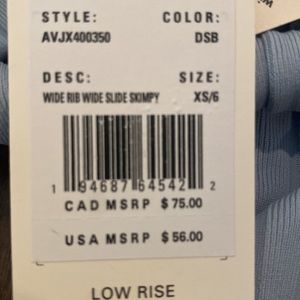 STYLE: COLOR:
AVJX400350 DSB
DESC: SIZE:
WIDE RIB WIDE SLIDE SKIMPY XS/6
1 94687 64542 2
CAD MSRP $75.00
USA MSRP $56.00
LOW RISE